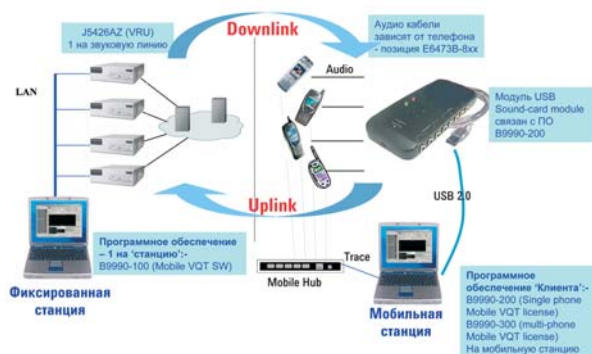 J5426AZ (VRU)
1 на звуковую линию
Downlink
Аудио кабели
зависят от телефона
- позиция E6473B-8xx
LAN
Audio
Модуль USB
Sound-card module
связан с ПО
B9990-200
Uplink
USB 2.0
Программное обеспечение
– 1 на ‘станцию’:-
B9990-100 (Mobile VQT SW)
Фиксированная
станция
Mobile Hub
Trace
Мобильная
станция
Программное
обеспечение ‘Клиента’:-
B9990-200 (Single phone
Mobile VQT license)
B9990-300 (multi-phone
Mobile VQT license)
На мобильную станцию